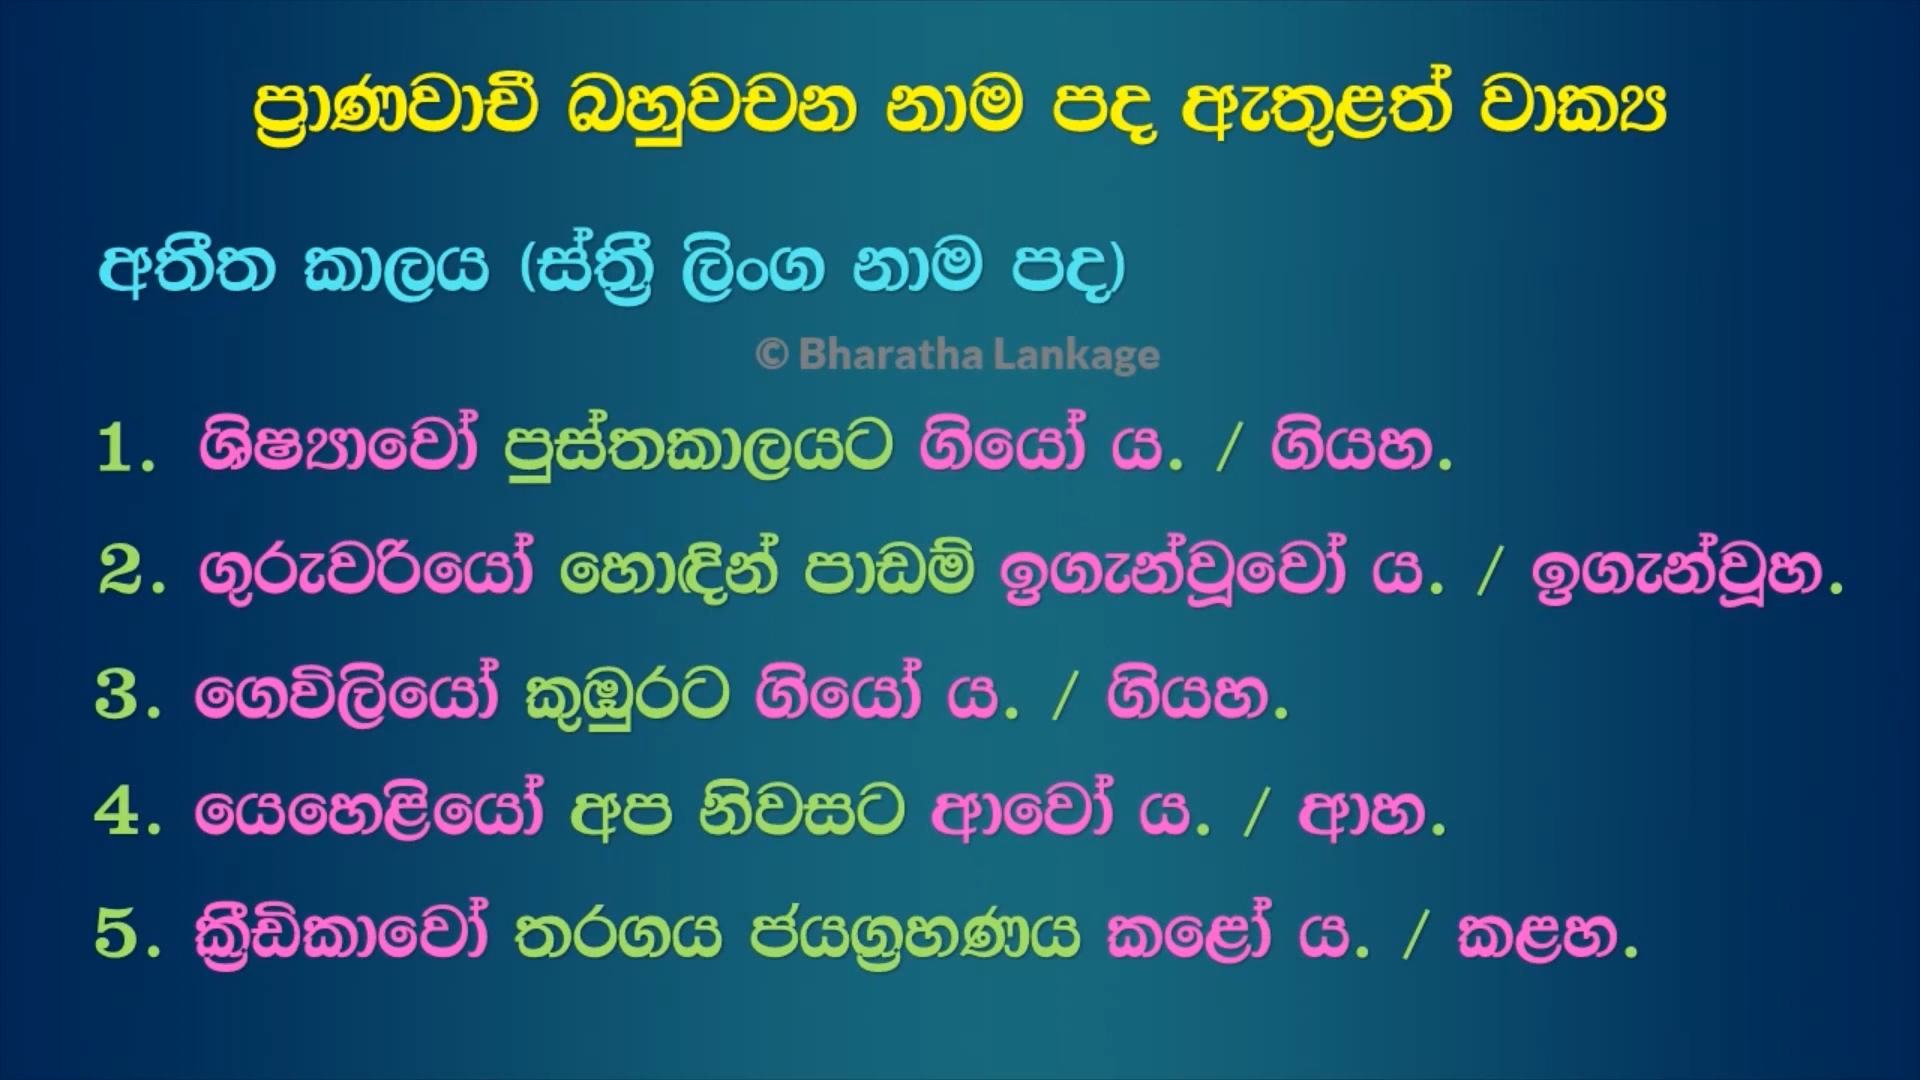 ප්‍රාණවාචී බහුවචන නාම පද ඇතුළත් වාක්‍ය
අතීත කාලය (ස්ත්‍රී ලිංග නාම පද)
© Bharatha Lankage
1. ශිෂ්‍යාවෝ පුස්තකාලයට ගියෝ ය. / ගියහ.
2. ගුරුවරියෝ හොඳින් පාඩම් ඉගැන්වූවෝ ය. / ඉගැන්වූහ.
3. ගෙවිලියෝ කුඹුරට ගියෝ ය. / ගියහ.
4. යෙහෙළියෝ අප නිවසට ආවෝ ය. / ආහ.
5. ක්‍රීඩිකාවෝ තරගය ජයග්‍රහණය කළෝ ය. / කළහ.